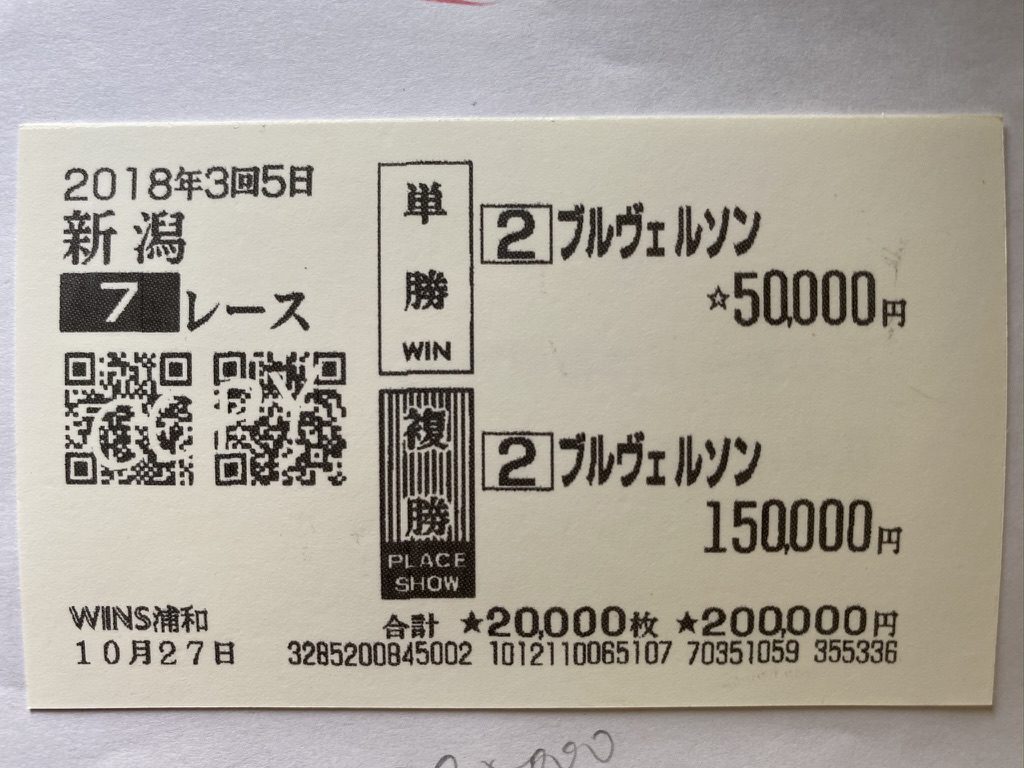 2018年3回5日
新潟
7レース
COPY
単勝
WIN
2 ブルヴェルソン
☆50,000円
複勝
PLACE
SHOW
2 ブルヴェルソン
150,000円
WINS浦和
10月27日
合計 ★20,000枚 ★200,000円
3285200845002 1012110065107 70351059 355336